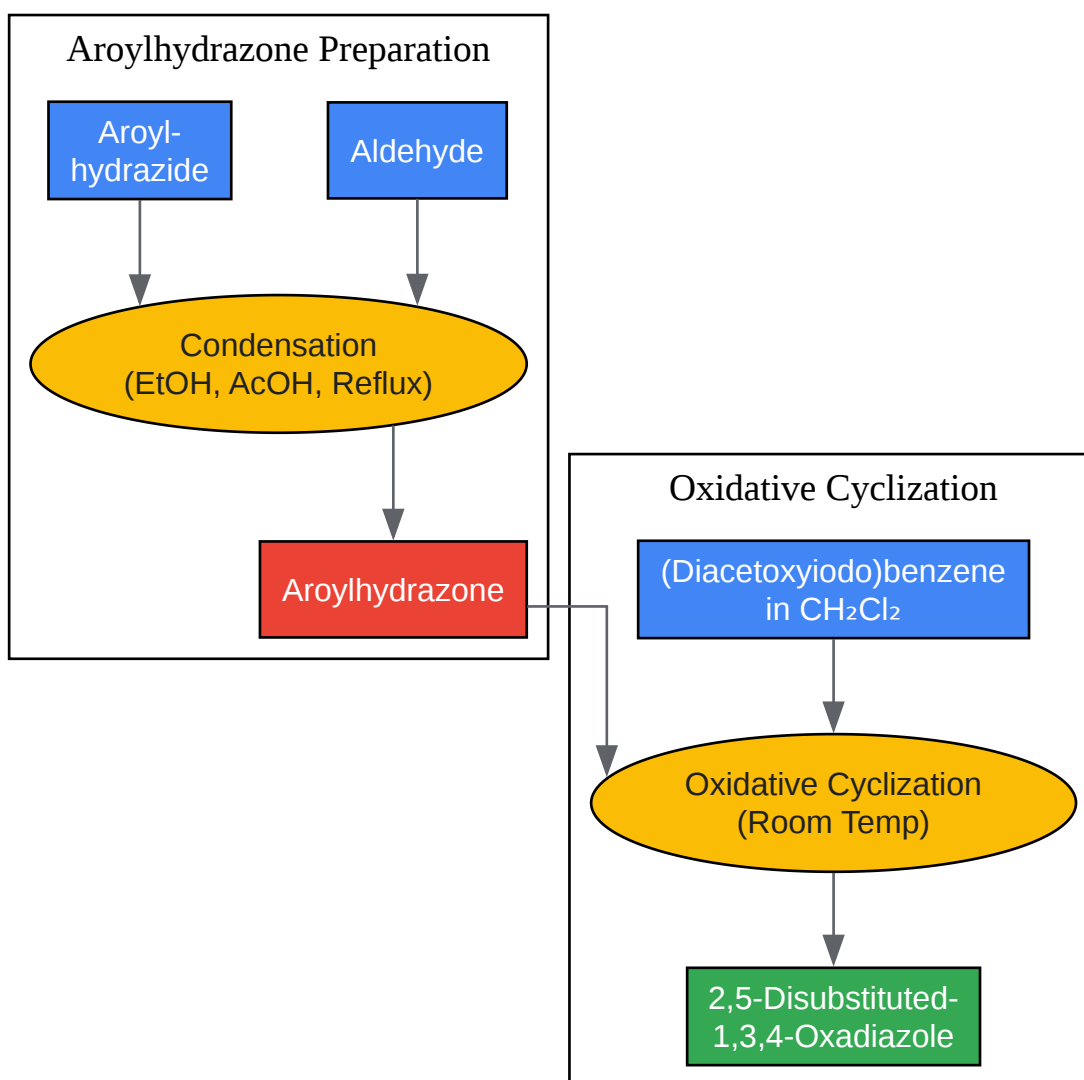 Aroylhydrazone Preparation
Aroyl-
hydrazide
Aldehyde
Condensation
(EtOH, AcOH, Reflux)
Aroylhydrazone
Oxidative Cyclization
(Diacetoxyiodo)benzene
in CH₂Cl₂
Oxidative Cyclization
(Room Temp)
2,5-Disubstituted-
1,3,4-Oxadiazole